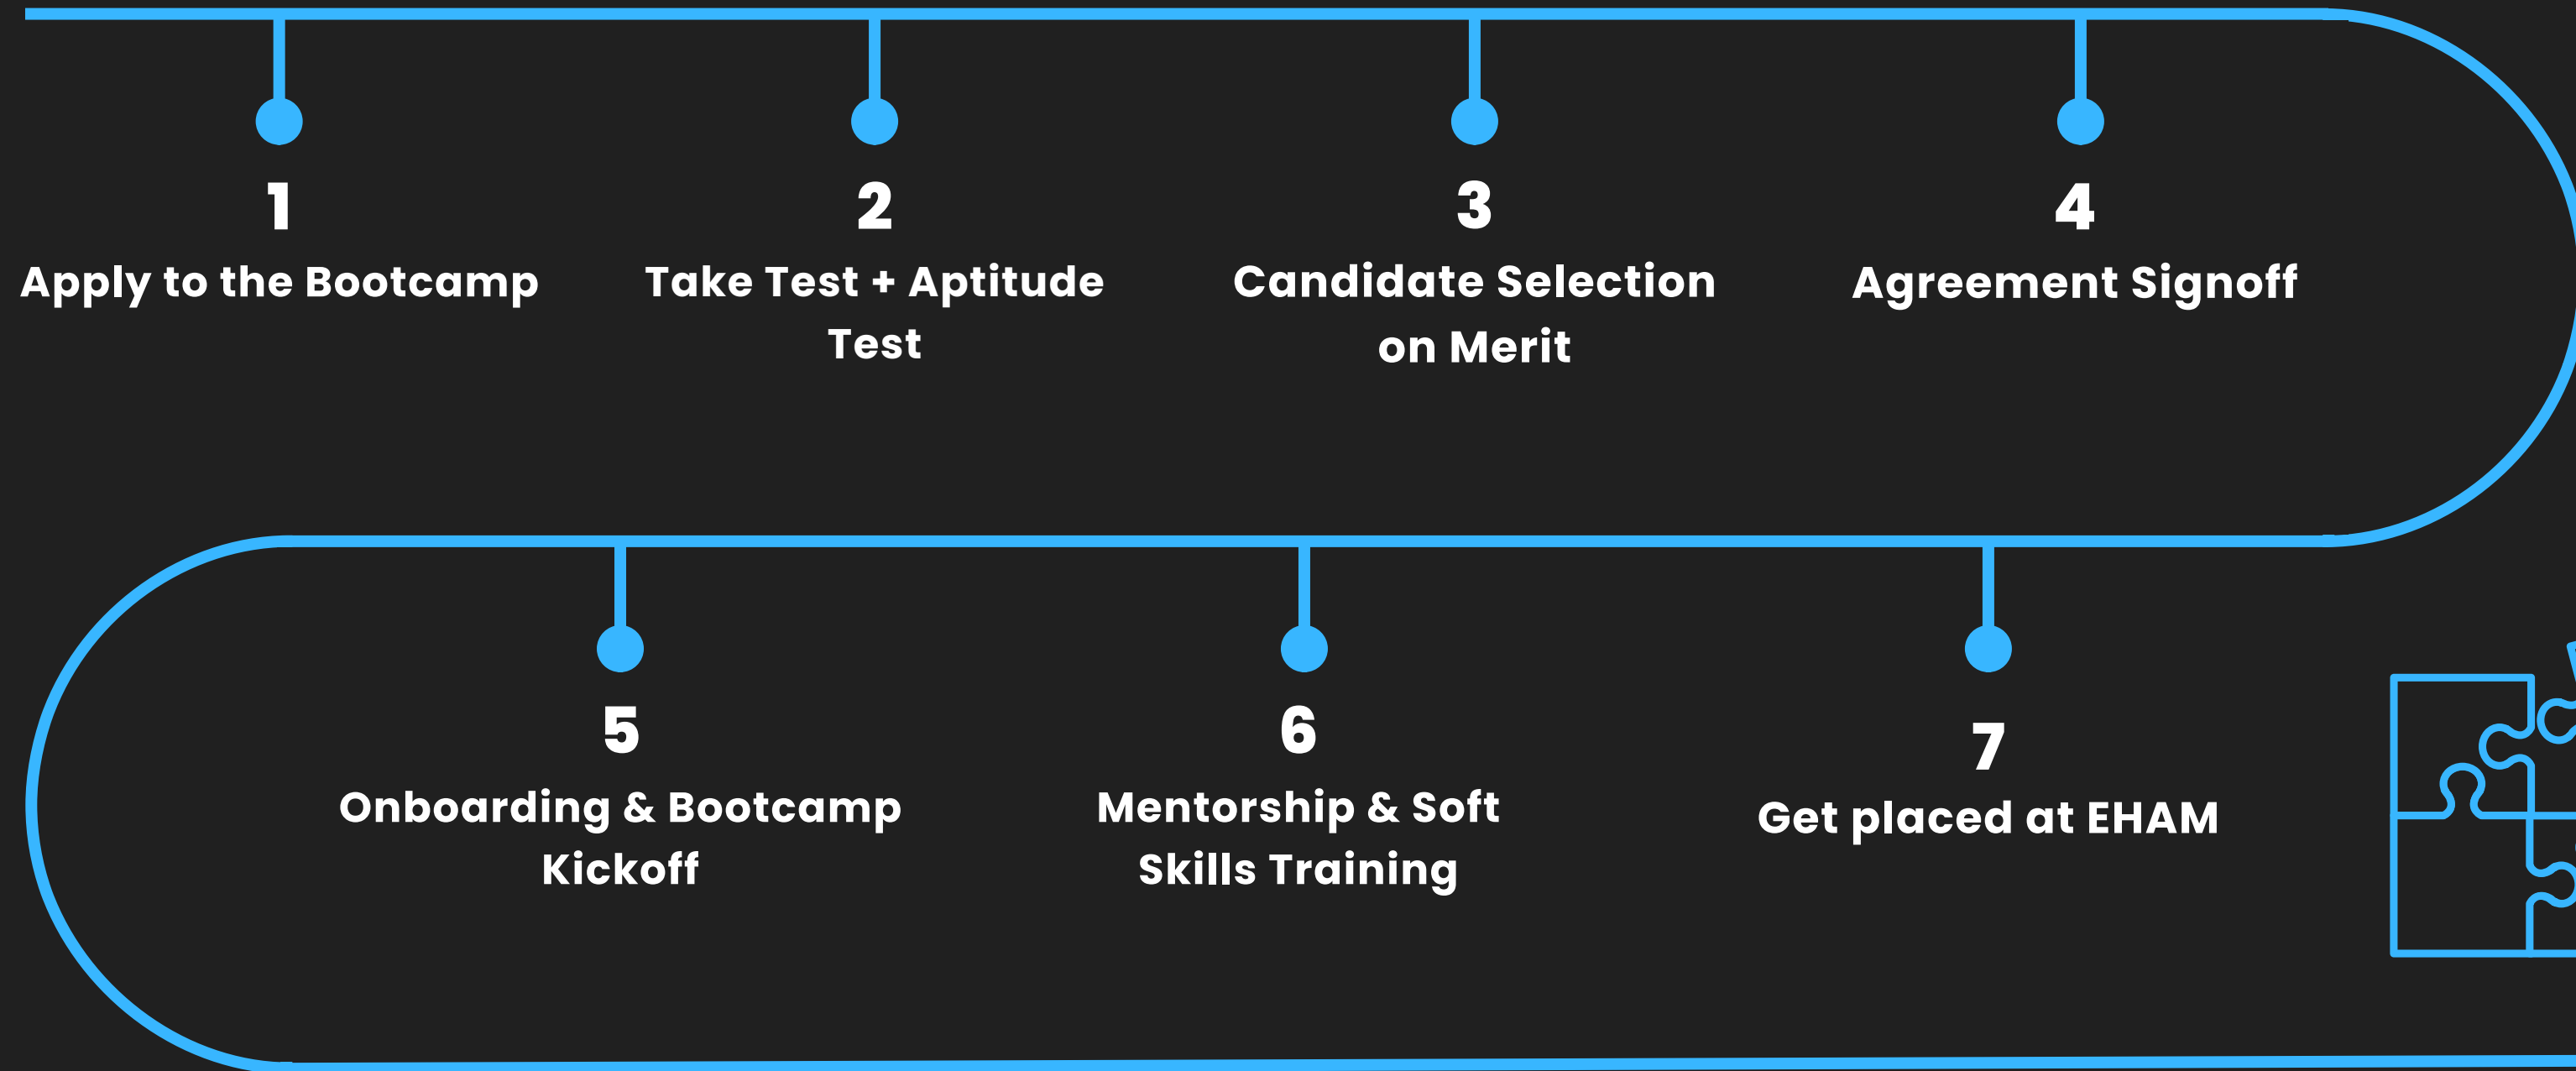 1
Apply to the Bootcamp
2
Take Test + Aptitude
Test
3
Candidate Selection
on Merit
4
Agreement Signoff
5
Onboarding & Bootcamp
Kickoff
6
Mentorship & Soft
Skills Training
7
Get placed at EHAM